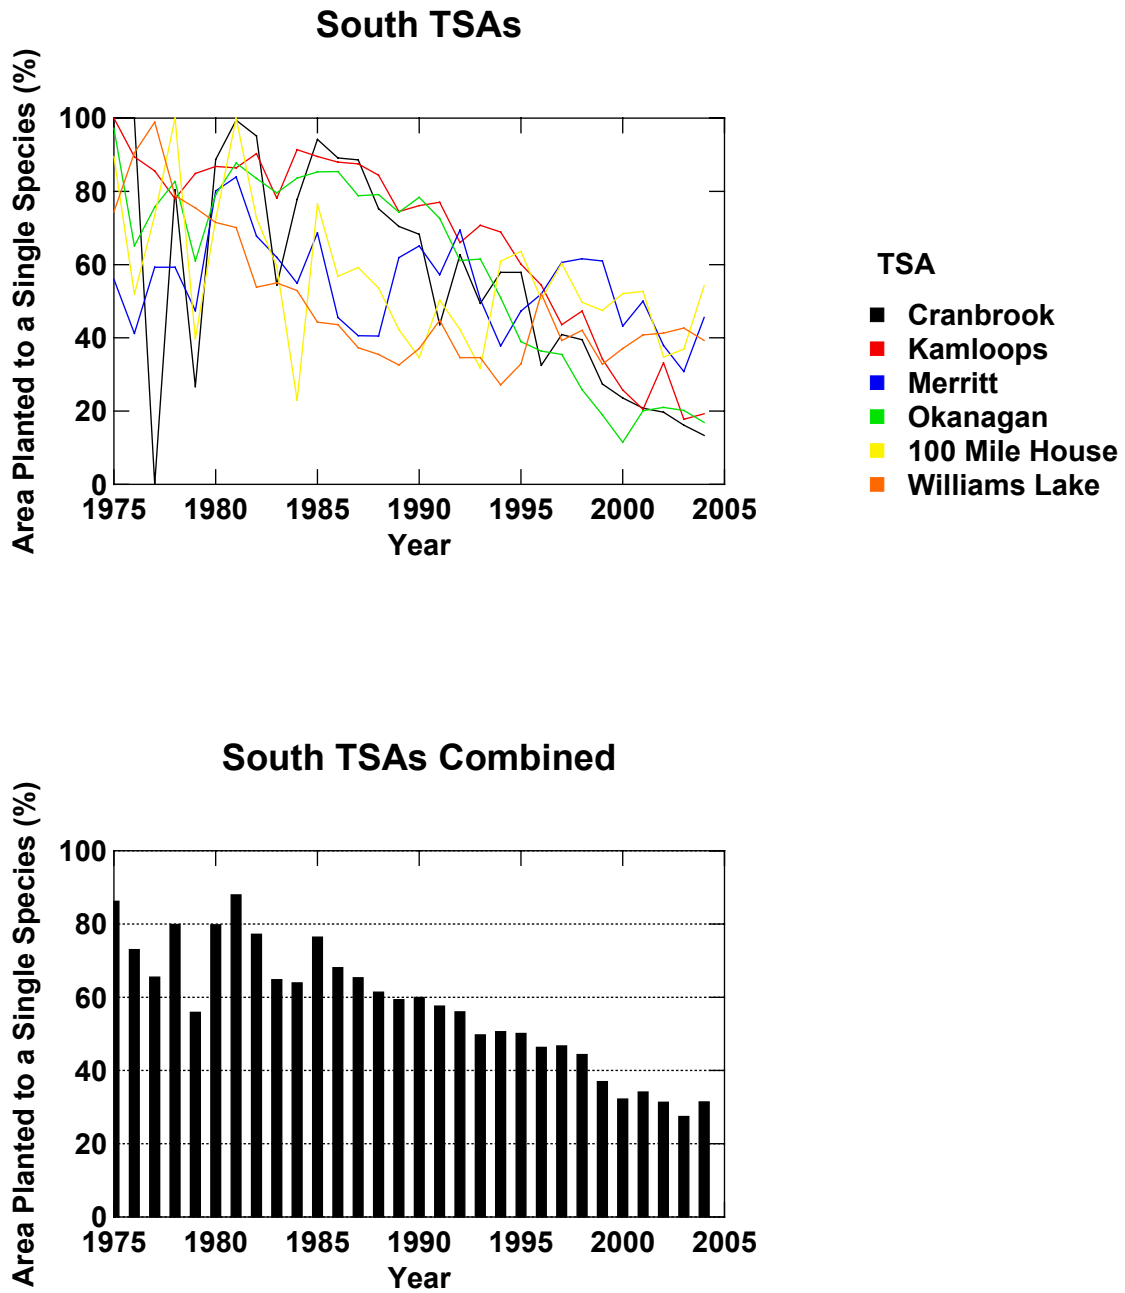 South TSAs
Area Planted to a Single Species (%)
100
80
60
40
20
0
1975 1980 1985 1990 1995 2000 2005
Year
TSA
Cranbrook
Kamloops
Merritt
Okanagan
100 Mile House
Williams Lake
South TSAs Combined
Area Planted to a Single Species (%)
100
80
60
40
20
0
1975 1980 1985 1990 1995 2000 2005
Year